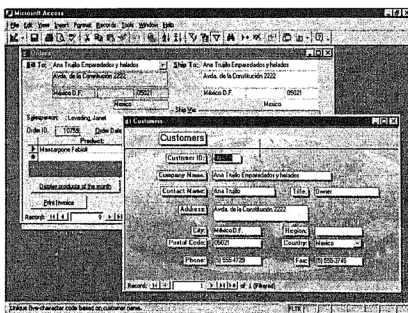 Microsoft Access
File Edit View Insert Format Records Tools Window Help
Orders
Bill To: Ana Trujillo Emparedados y helados
Ship To: Ana Trujillo Emparedados y helados
Avda. de la Constitución 2222
Avda. de la Constitución 2222
México D.F. 05021
México D.F. 05021
Mexico
Mexico
Ship Via:
Salesperson: Leverling, Janet
Order ID: 10759 Order Date
Product:
Mascarpone Fabioli
Display products of the month
Print Invoice
Record: 9
Customers
Customers
Customer ID:
Company Name: Ana Trujillo Emparedados y helados
Contact Name: Ana Trujillo Title: Owner
Address: Avda. de la Constitución 2222
City: México D.F. Region:
Postal Code: 05021 Country: Mexico
Phone: (5) 555-4729 Fax: (5) 555-3745
Record: 1 of 1 (Filtered)
Unique five-character code based on customer name.
FLTR